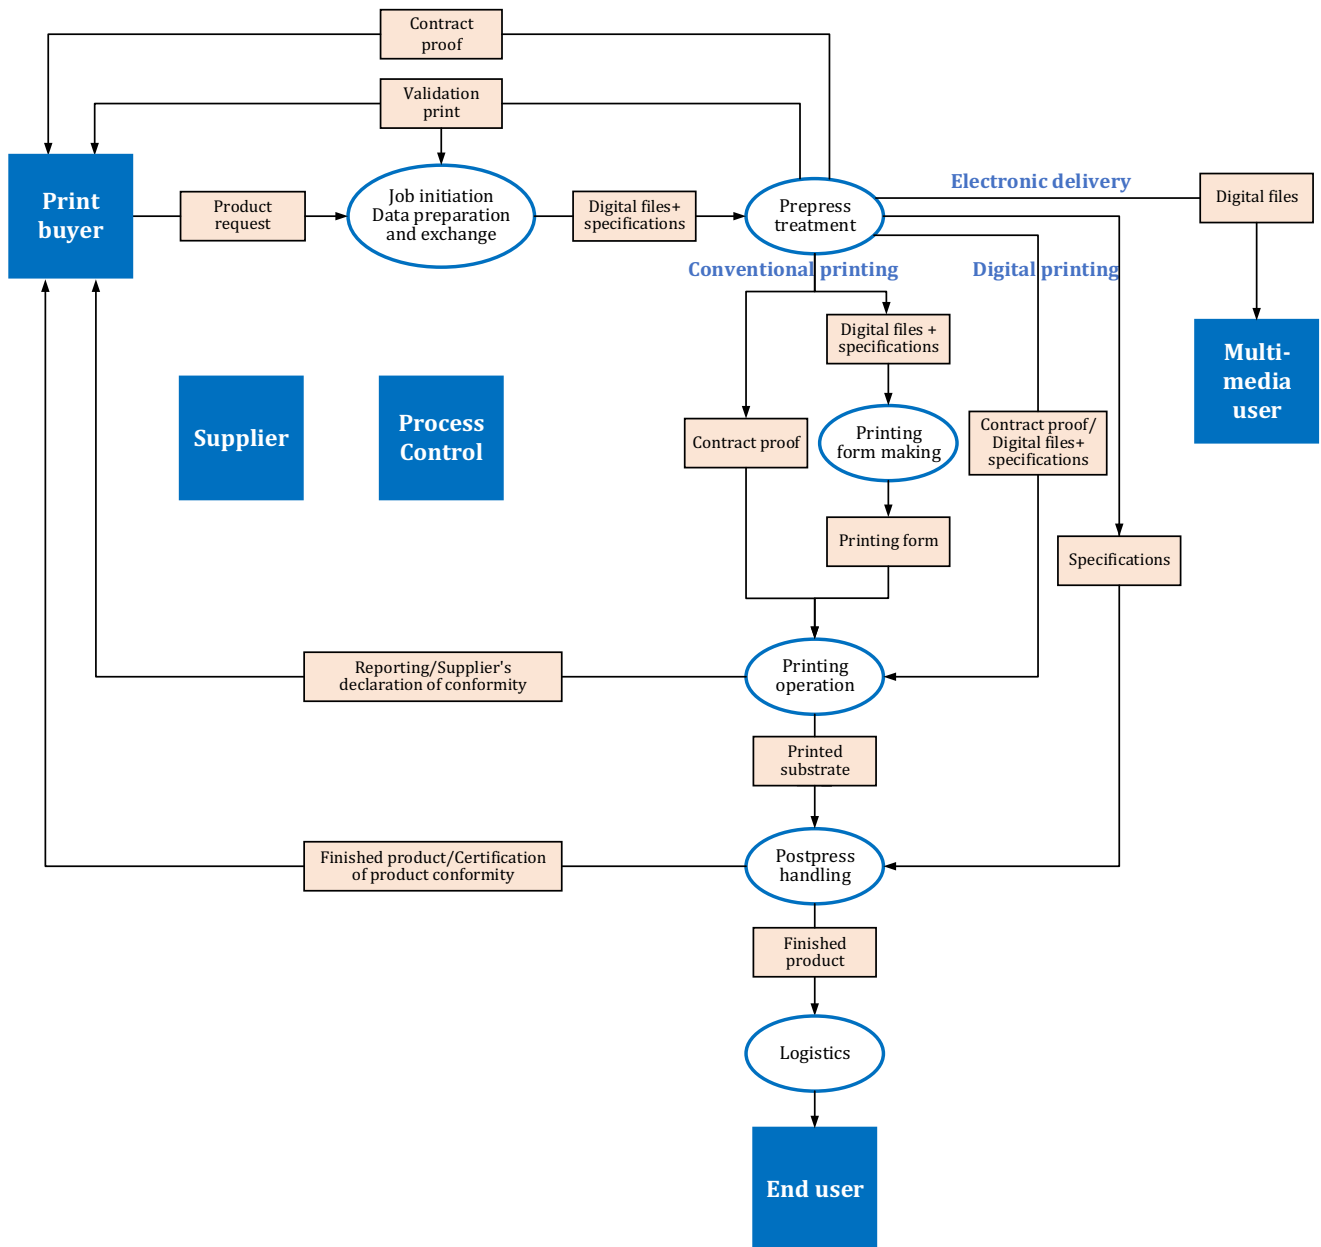 Contract
proof
Validation
print
Print
buyer
Product
request
Job initiation
Data preparation
and exchange
Digital files+
specifications
Prepress
treatment
Electronic delivery
Digital files
Conventional printing
Digital printing
Digital files +
specifications
Multi-
media
user
Supplier
Process
Control
Contract proof
Printing
form making
Contract proof/
Digital files+
specifications
Printing form
Specifications
Reporting/Supplier's
declaration of conformity
Printing
operation
Printed
substrate
Finished product/Certification
of product conformity
Postpress
handling
Finished
product
Logistics
End user